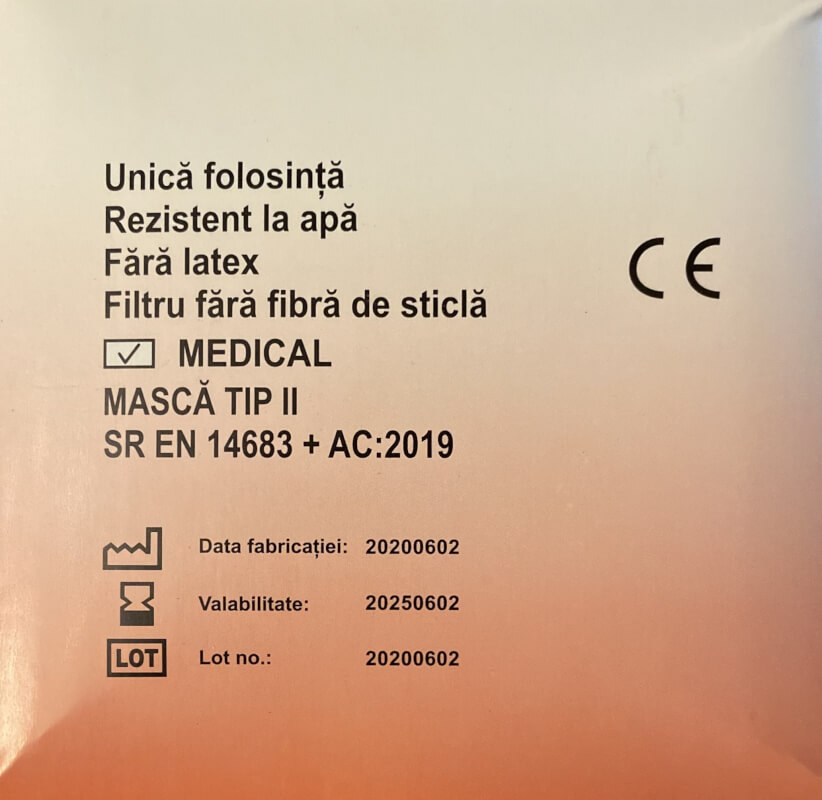 Unică folosință
Rezistent la apă
Fără latex
Filtru fără fibră de sticlă
CE
MEDICAL
MASCĂ TIP II
SR EN 14683 + AC:2019
Data fabricației: 20200602
Valabilitate: 20250602
LOT Lot no.: 20200602